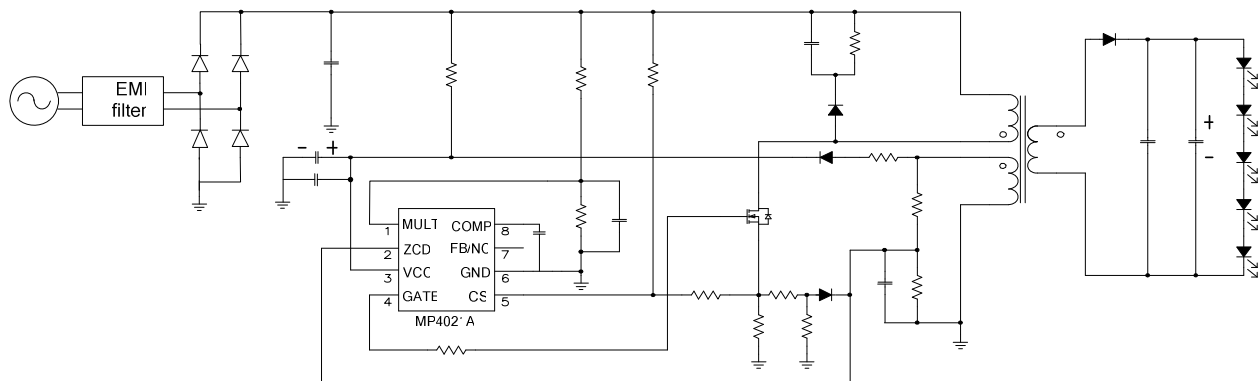 EMI
filter
- +
MULT COMP
1 8
ZCD FB/NC
2 7
VCC GND
3 6
GATE CS
4 5
+
-